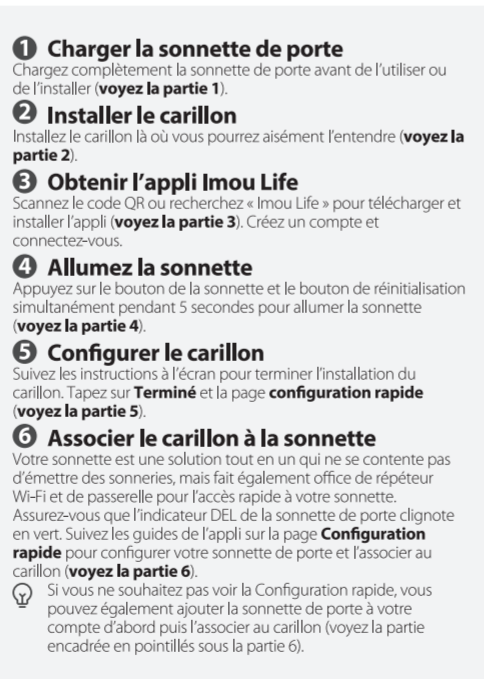 1 Charger la sonnette de porte
Chargez complètement la sonnette de porte avant de l'utiliser ou
de l'installer (voyez la partie 1).
2 Installer le carillon
Installez le carillon là où vous pourrez aisément l'entendre (voyez la
partie 2).
3 Obtenir l'appli Imou Life
Scannez le code QR ou recherchez « Imou Life » pour télécharger et
installer l'appli (voyez la partie 3). Créez un compte et
connectez-vous.
4 Allumez la sonnette
Appuyez sur le bouton de la sonnette et le bouton de réinitialisation
simultanément pendant 5 secondes pour allumer la sonnette
(voyez la partie 4).
5 Configurer le carillon
Suivez les instructions à l'écran pour terminer l'installation du
carillon. Tapez sur Terminé et la page configuration rapide
(voyez la partie 5).
6 Associer le carillon à la sonnette
Votre sonnette est une solution tout en un qui ne se contente pas
d'émettre des sonneries, mais fait également office de répéteur
Wi-Fi et de passerelle pour l'accès rapide à votre sonnette.
Assurez-vous que l'indicateur DEL de la sonnette de porte clignote
en vert. Suivez les guides de l'appli sur la page Configuration
rapide pour configurer votre sonnette de porte et l'associer au
carillon (voyez la partie 6).
Si vous ne souhaitez pas voir la Configuration rapide, vous
pouvez également ajouter la sonnette de porte à votre
compte d'abord puis l'associer au carillon (voyez la partie
encadrée en pointillés sous la partie 6).